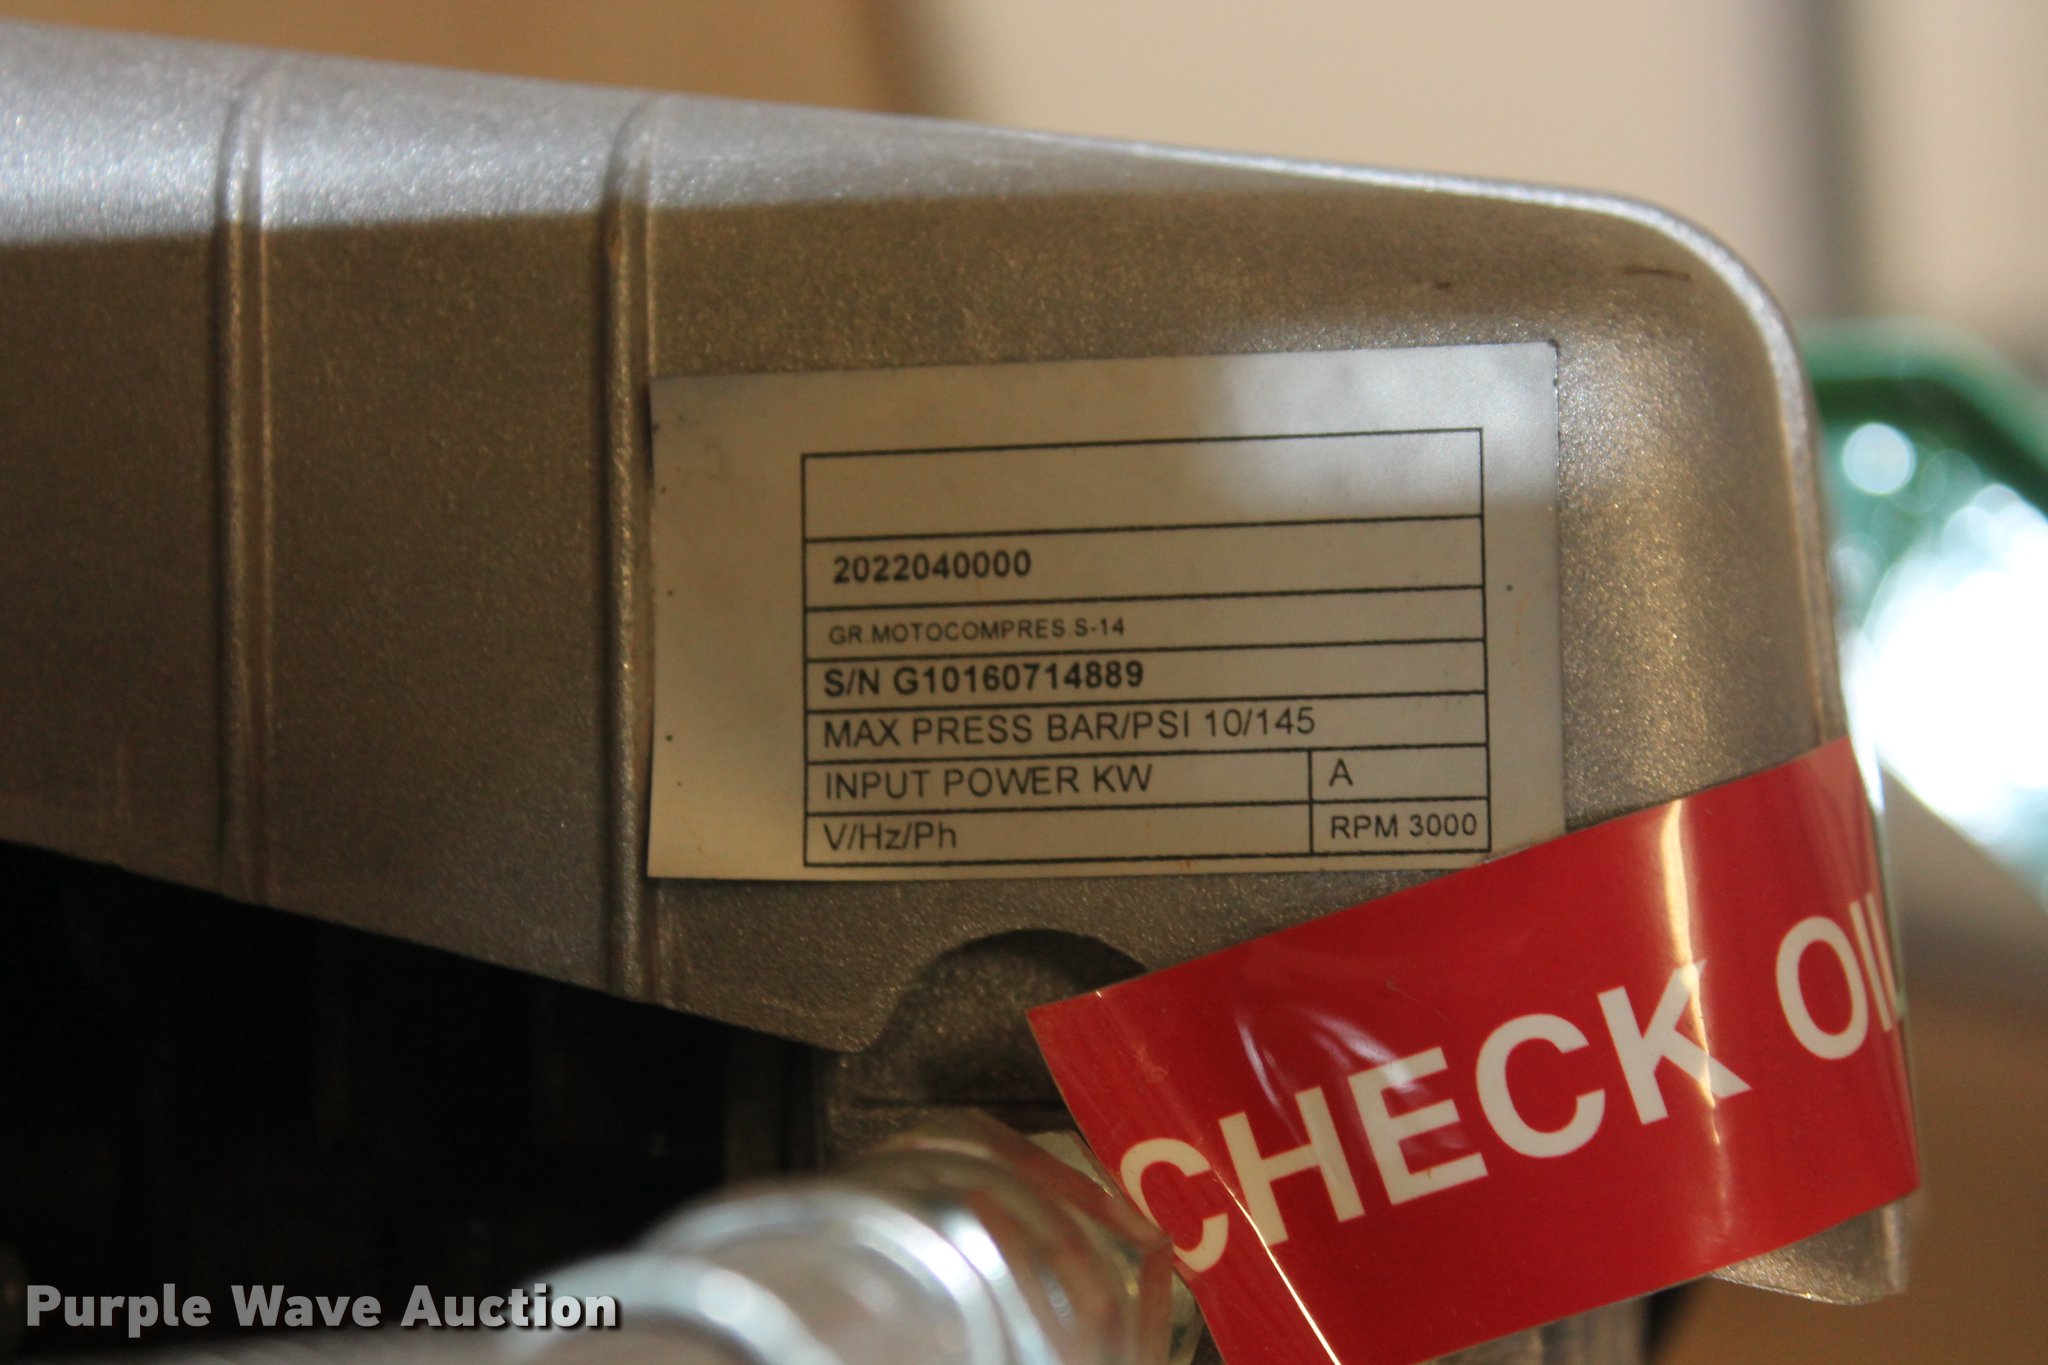 2022040000
GR.MOTOCOMPRES.S-14
S/N G10160714889
MAX PRESS BAR/PSI 10/145
INPUT POWER KW A
V/Hz/Ph RPM 3000
CHECK OIL
Purple Wave Auction